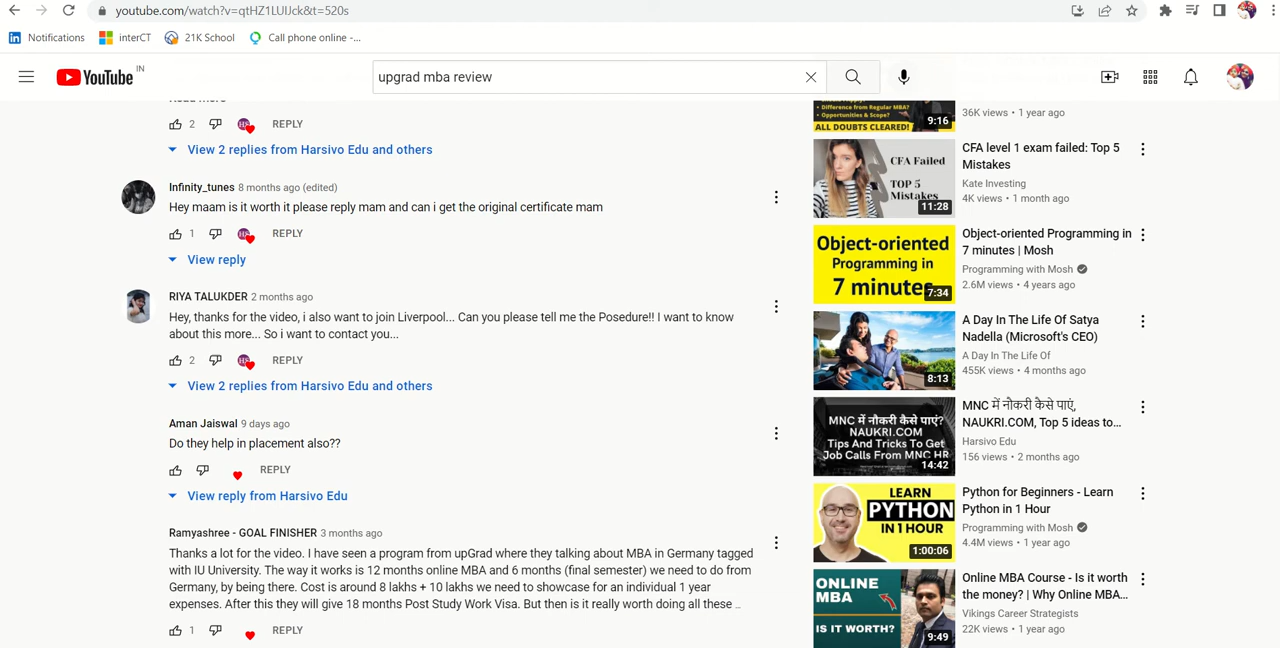 youtube.com/watch?v=qtHZ1LUIJck&t=520s
Notifications
interCT
21K School
Call phone online -...
YouTube IN
upgrad mba review
2 REPLY
View 2 replies from Harsivo Edu and others
Infinity_tunes 8 months ago (edited)
Hey maam is it worth it please reply mam and can i get the original certificate mam
1 REPLY
View reply
RIYA TALUKDER 2 months ago
Hey, thanks for the video, i also want to join Liverpool... Can you please tell me the Posedure!! I want to know
about this more... So i want to contact you...
2 REPLY
View 2 replies from Harsivo Edu and others
Aman Jaiswal 9 days ago
Do they help in placement also??
REPLY
View reply from Harsivo Edu
Ramyashree - GOAL FINISHER 3 months ago
Thanks a lot for the video. I have seen a program from upGrad where they talking about MBA in Germany tagged
with IU University. The way it works is 12 months online MBA and 6 months (final semester) we need to do from
Germany, by being there. Cost is around 8 lakhs + 10 lakhs we need to showcase for an individual 1 year
expenses. After this they will give 18 months Post Study Work Visa. But then is it really worth doing all these ..
1 REPLY
• Difference from Regular MBA?
• Opportunities & Scope?
ALL DOUBTS CLEARED!
9:16
36K views • 1 year ago
CFA Failed
TOP 5
Mistakes
11:28
CFA level 1 exam failed: Top 5
Mistakes
Kate Investing
4K views • 1 month ago
Object-oriented
Programming in
7 minutes
7:34
Object-oriented Programming in
7 minutes | Mosh
Programming with Mosh
2.6M views • 4 years ago
8:13
A Day In The Life Of Satya
Nadella (Microsoft's CEO)
A Day In The Life Of
455K views • 4 months ago
MNC में नौकरी कैसे पाएं?
NAUKRI.COM
Tips And Tricks To Get
Job Calls From MNC HR
14:42
MNC में नौकरी कैसे पाएं,
NAUKRI.COM, Top 5 ideas to...
Harsivo Edu
156 views • 2 months ago
LEARN
PYTHON
IN 1 HOUR
1:00:06
Python for Beginners - Learn
Python in 1 Hour
Programming with Mosh
4.4M views • 1 year ago
ONLINE
MBA
IS IT WORTH?
9:49
Online MBA Course - Is it worth
the money? | Why Online MBA...
Vikings Career Strategists
22K views • 1 year ago